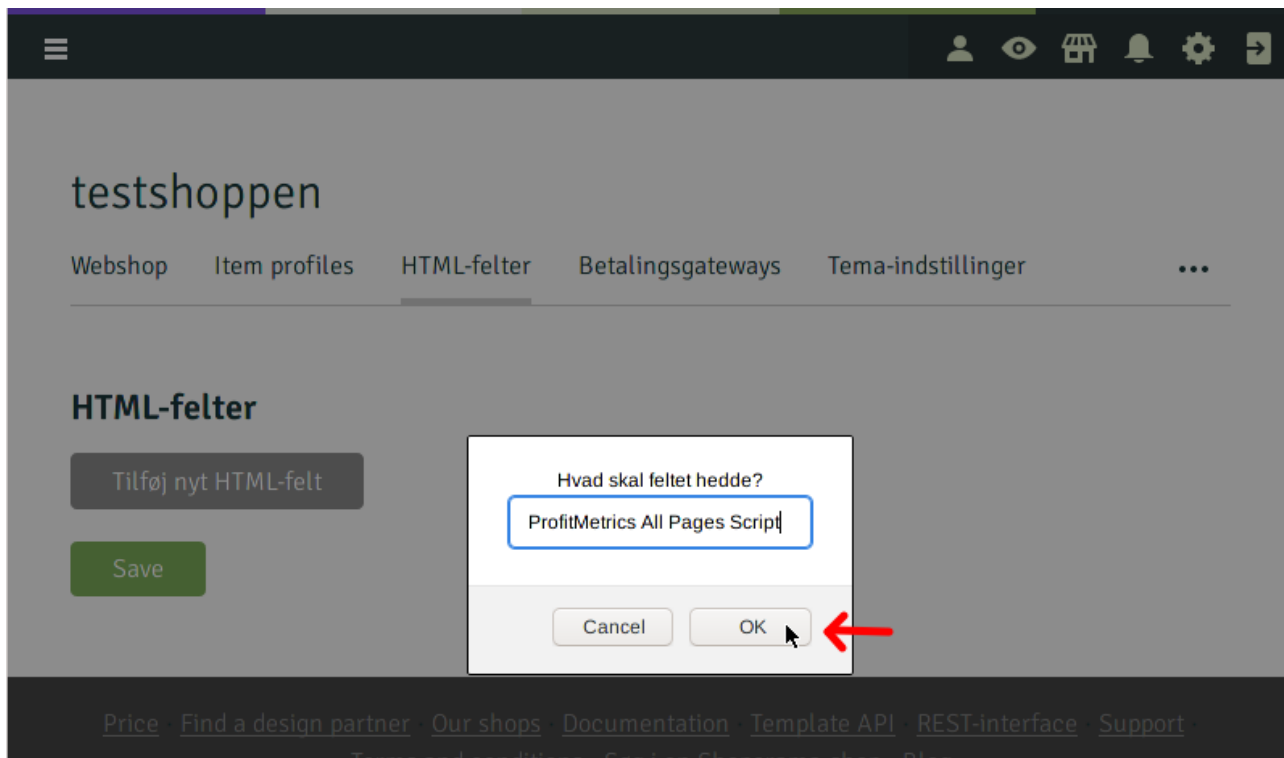 testshoppen
Webshop Item profiles HTML-felter Betalingsgateways Tema-indstillinger
HTML-felter
Tilføj nyt HTML-felt
Save
Hvad skal feltet hedde?
ProfitMetrics All Pages Script
Cancel OK
Price · Find a design partner · Our shops · Documentation · Template API · REST-interface · Support ·